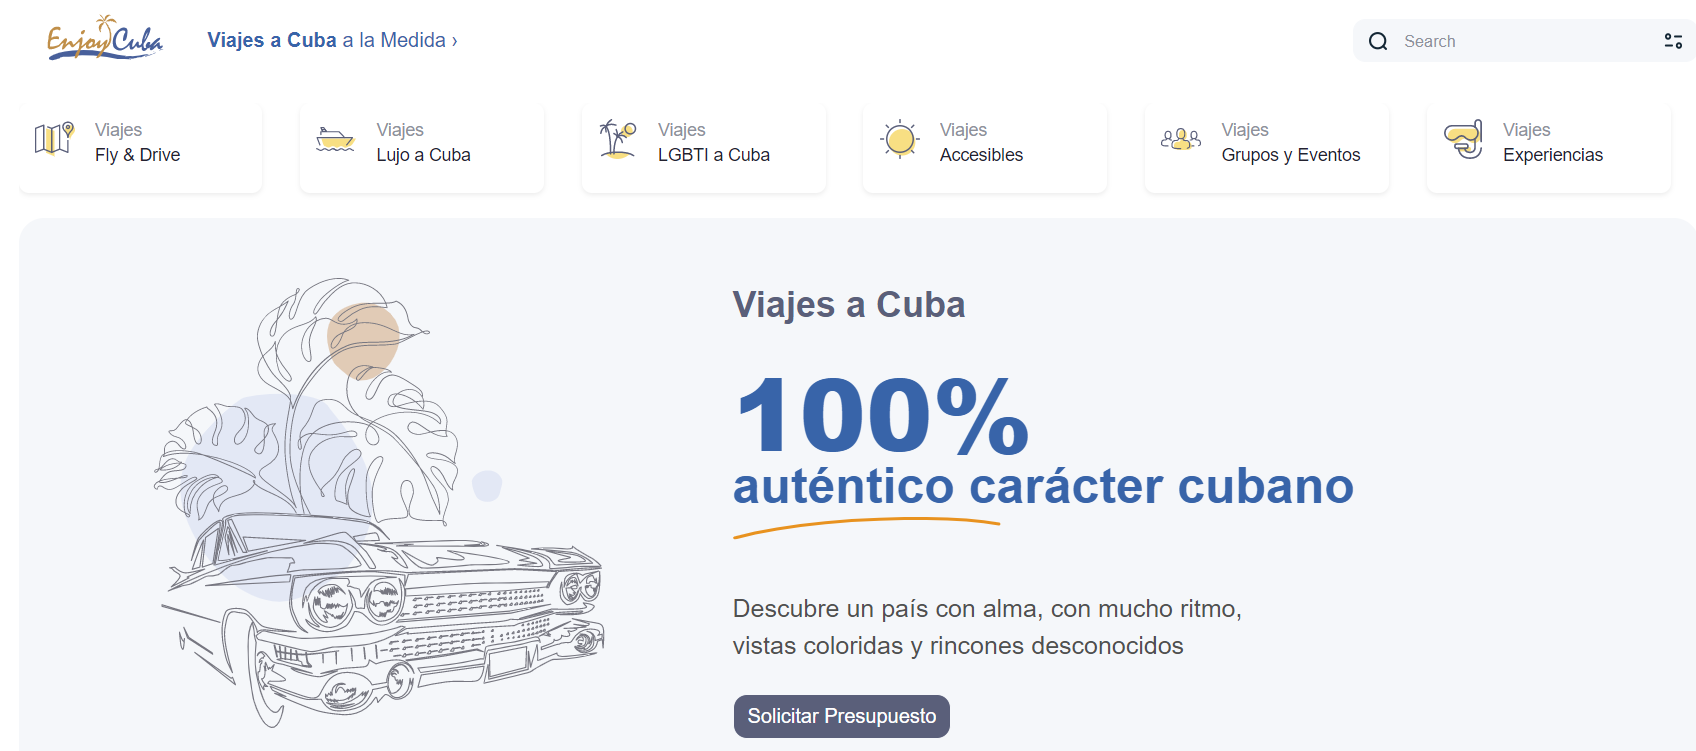 Enjoy Cuba
Viajes a Cuba a la Medida ›
Search
Viajes
Fly & Drive
Viajes
Lujo a Cuba
Viajes
LGBTI a Cuba
Viajes
Accesibles
Viajes
Grupos y Eventos
Viajes
Experiencias
Viajes a Cuba
100%
auténtico carácter cubano
Descubre un país con alma, con mucho ritmo,
vistas coloridas y rincones desconocidos
Solicitar Presupuesto